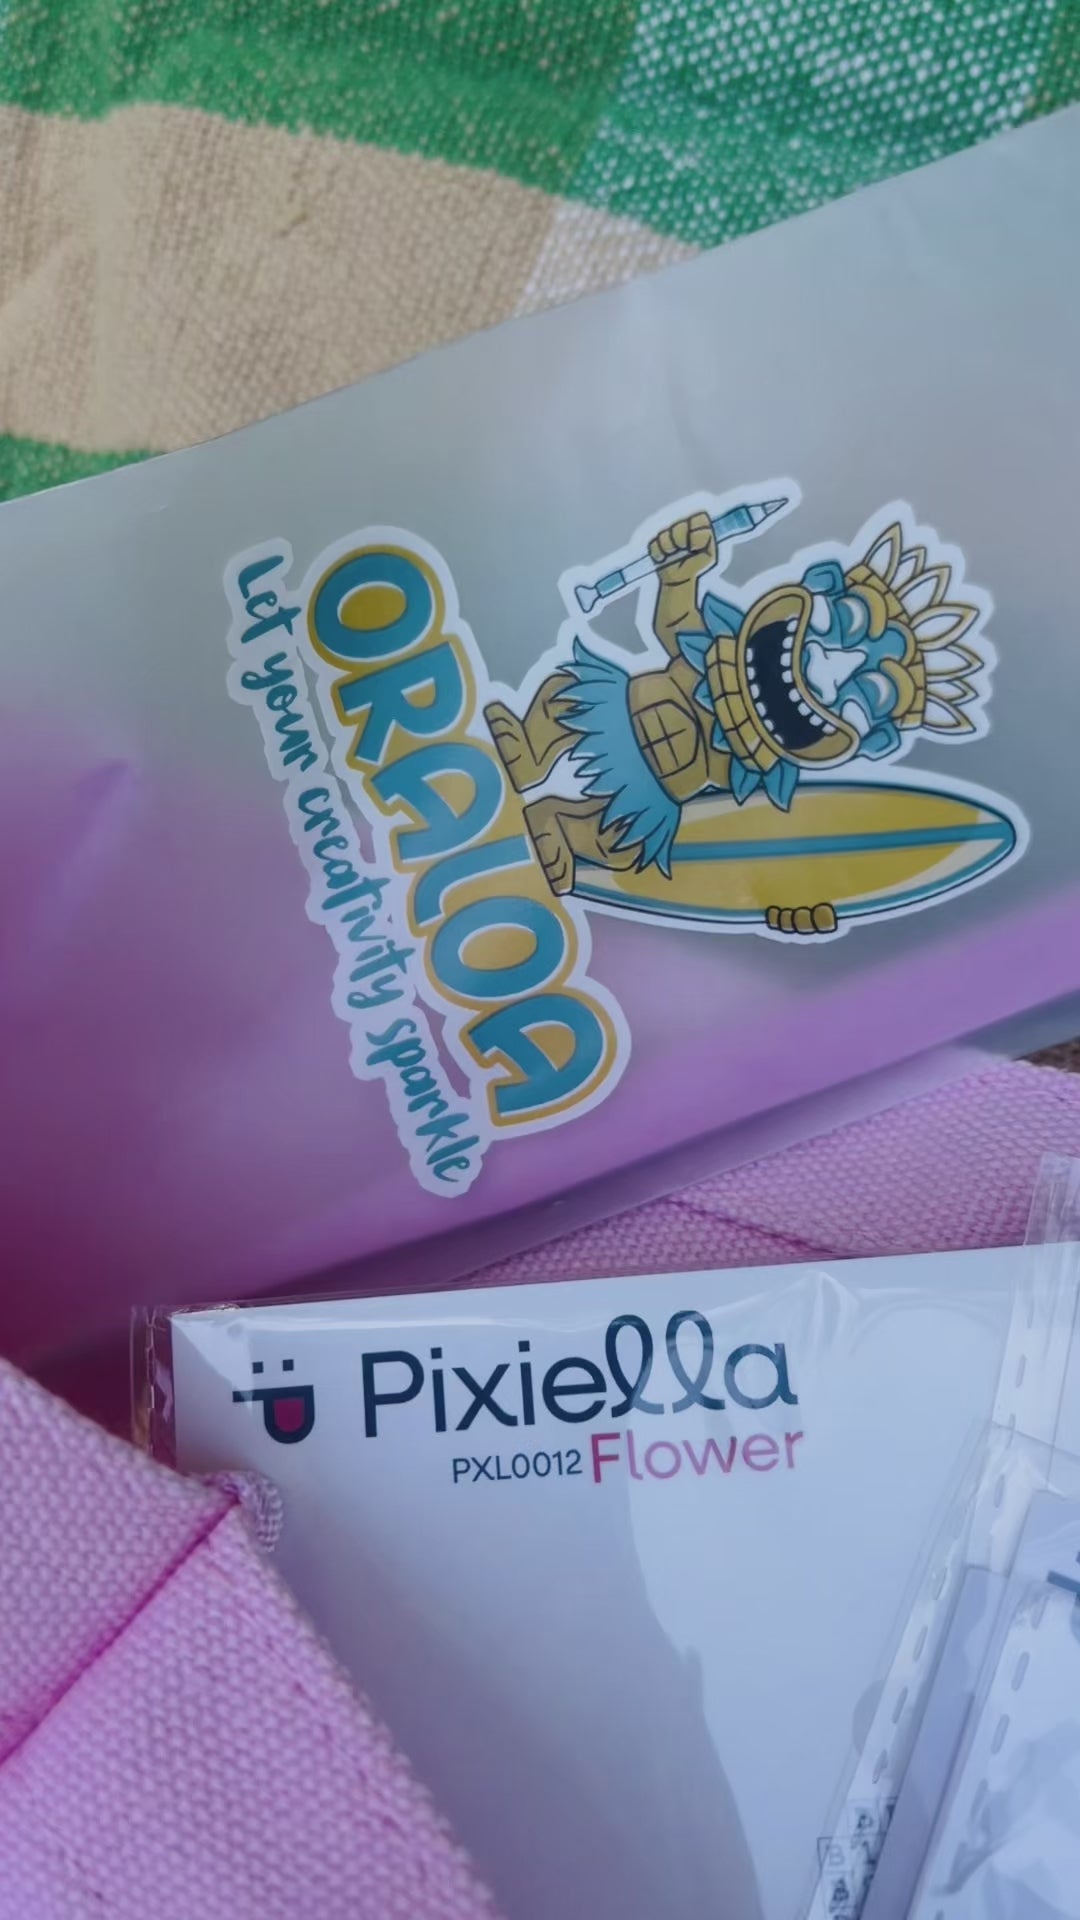 ORALOA
Let your creativity sparkle
Pixiella
PXL0012 Flower